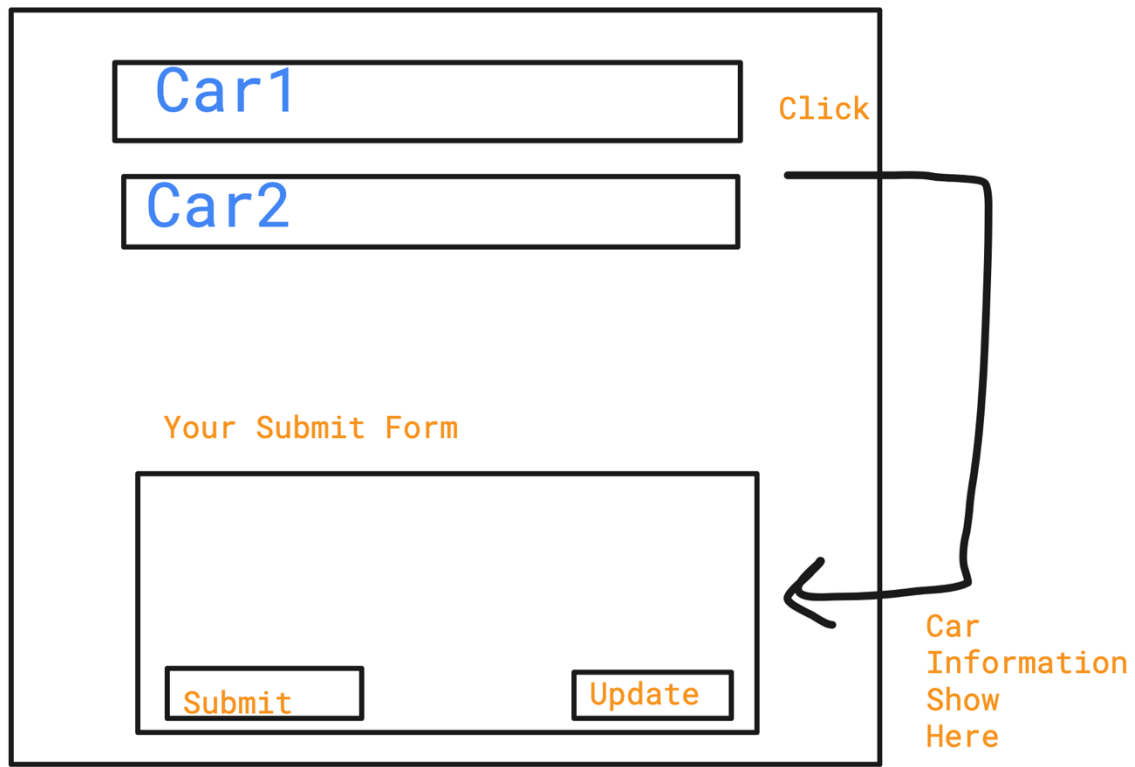 Car1
Click
Car2
Your Submit Form
Submit
Update
Car
Information
Show
Here